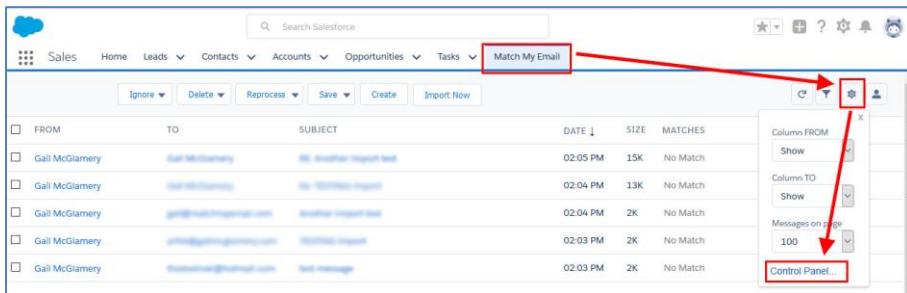 Search Salesforce
Sales Home Leads Contacts Accounts Opportunities Tasks Match My Email
Ignore Delete Reprocess Save Create Import Now
FROM TO SUBJECT DATE ↓ SIZE MATCHES
Gail McGlamery 02:05 PM 15K No Match
Gail McGlamery 02:04 PM 13K No Match
Gail McGlamery 02:04 PM 2K No Match
Gail McGlamery 02:03 PM 2K No Match
Gail McGlamery 02:03 PM 2K No Match
x
Column FROM
Show
Column TO
Show
Messages on page
100
Control Panel...